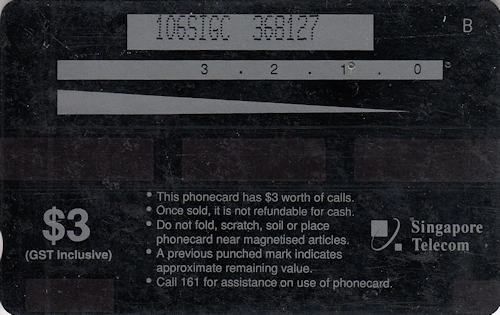 106SIGC 368127
B
3 . 2 . 1 . 0
• This phonecard has $3 worth of calls.
• Once sold, it is not refundable for cash.
• Do not fold, scratch, soil or place
phonecard near magnetised articles.
• A previous punched mark indicates
approximate remaining value.
• Call 161 for assistance on use of phonecard.
$3
(GST Inclusive)
Singapore
Telecom